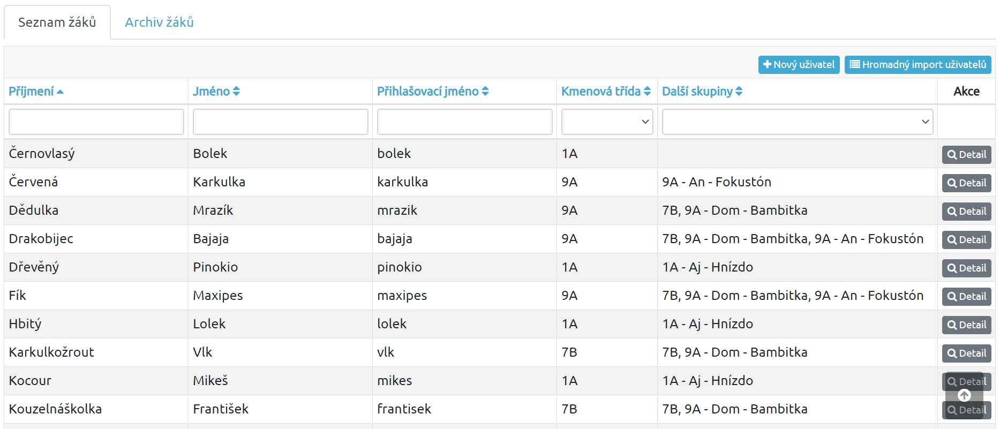 Seznam žáků Archiv žáků
Nový uživatel Hromadný import uživatelů
Příjmení Jméno Přihlašovací jméno Kmenová třída Další skupiny Akce
Černovlasý Bolek bolek 1A Detail
Červená Karkulka karkulka 9A 9A - An - Fokustón Detail
Dědulka Mrazík mrazik 9A 7B, 9A - Dom - Bambitka Detail
Drakobijec Bajaja bajaja 9A 7B, 9A - Dom - Bambitka, 9A - An - Fokustón Detail
Dřevěný Pinokio pinokio 1A 1A - Aj - Hnízdo Detail
Fík Maxipes maxipes 9A 7B, 9A - Dom - Bambitka, 9A - An - Fokustón Detail
Hbitý Lolek lolek 1A 1A - Aj - Hnízdo Detail
Karkulkožrout Vlk vlk 7B 7B, 9A - Dom - Bambitka Detail
Kocour Mikeš mikes 1A 1A - Aj - Hnízdo Detail
Kouzelnáškolka František frantisek 7B 7B, 9A - Dom - Bambitka Detail